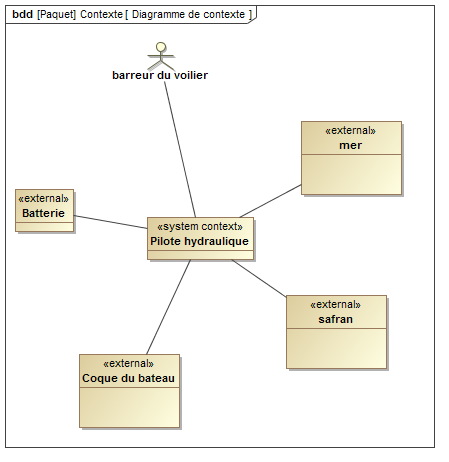 bdd [Paquet] Contexte [ Diagramme de contexte ]
barreur du voilier
«external»
mer
«external»
Batterie
«system context»
Pilote hydraulique
«external»
safran
«external»
Coque du bateau